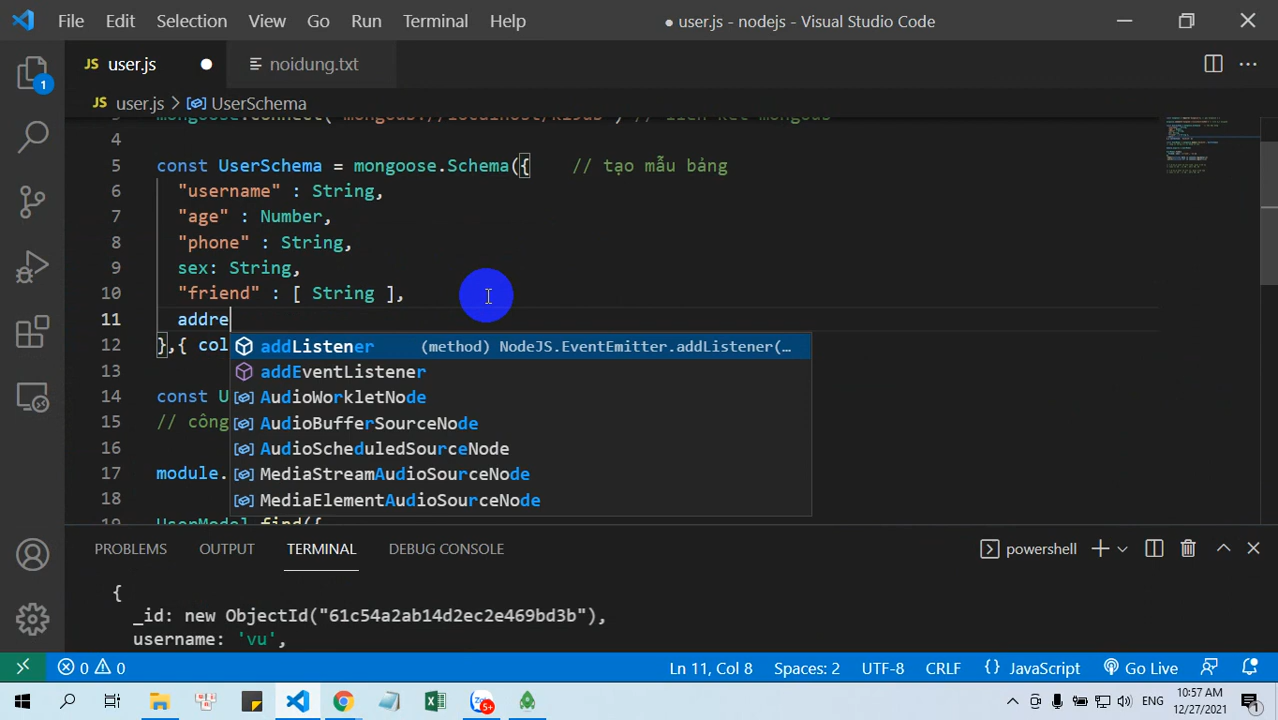 File Edit Selection View Go Run Terminal Help ● user.js - nodejs - Visual Studio Code
JS user.js ● noidung.txt
JS user.js > UserSchema
4
5 const UserSchema = mongoose.Schema({ // tạo mẫu bảng
6 "username" : String,
7 "age" : Number,
8 "phone" : String,
9 sex: String,
10 "friend" : [ String ],
11 addre
12 },{ col
addListener (method) NodeJS.EventEmitter.addListener(…
13
addEventListener
14 const U
AudioWorkletNode
15 // công
AudioBufferSourceNode
16
AudioScheduledSourceNode
17 module.
MediaStreamAudioSourceNode
18
MediaElementAudioSourceNode
PROBLEMS OUTPUT TERMINAL DEBUG CONSOLE powershell
{
_id: new ObjectId("61c54a2ab14d2ec2e469bd3b"),
username: 'vu',
0 0 Ln 11, Col 8 Spaces: 2 UTF-8 CRLF {} JavaScript Go Live
ENG 10:57 AM
12/27/2021